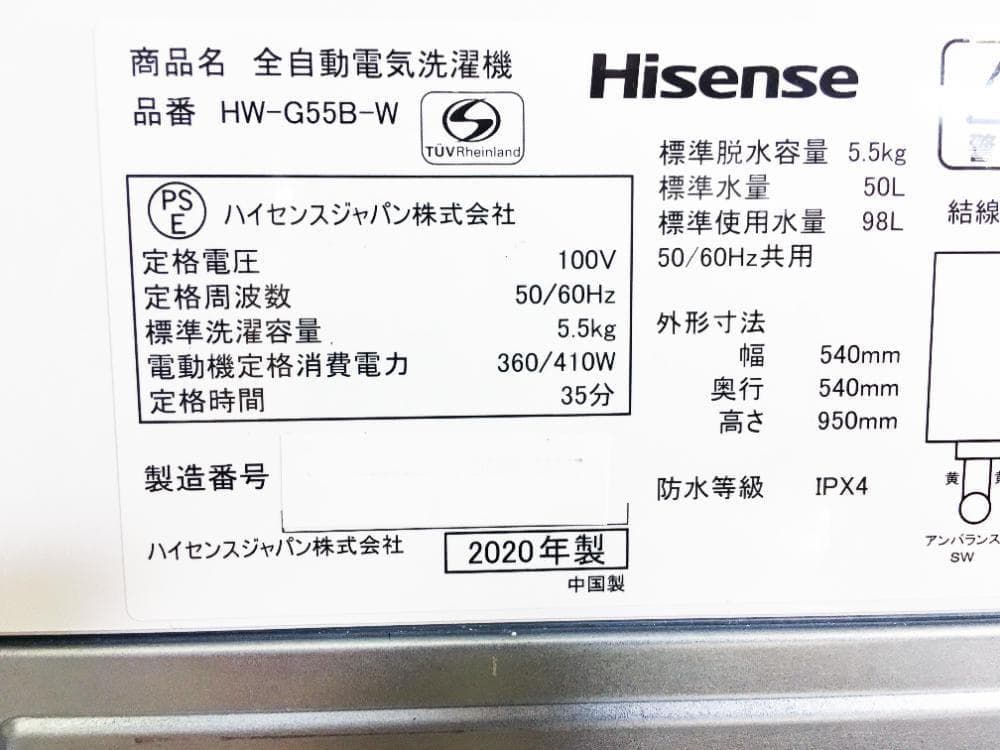 商品名 全自動電気洗濯機
品番 HW-G55B-W
TÜVRheinland
Hisense
標準脱水容量 5.5kg
標準水量 50L
標準使用水量 98L
50/60Hz共用
PS
E
ハイセンスジャパン株式会社
定格電圧 100V
定格周波数 50/60Hz
標準洗濯容量 5.5kg
電動機定格消費電力 360/410W
定格時間 35分
外形寸法
幅 540mm
奥行 540mm
高さ 950mm
製造番号
防水等級 IPX4
ハイセンスジャパン株式会社
2020年製
中国製
結線
黄
アンバランス
SW